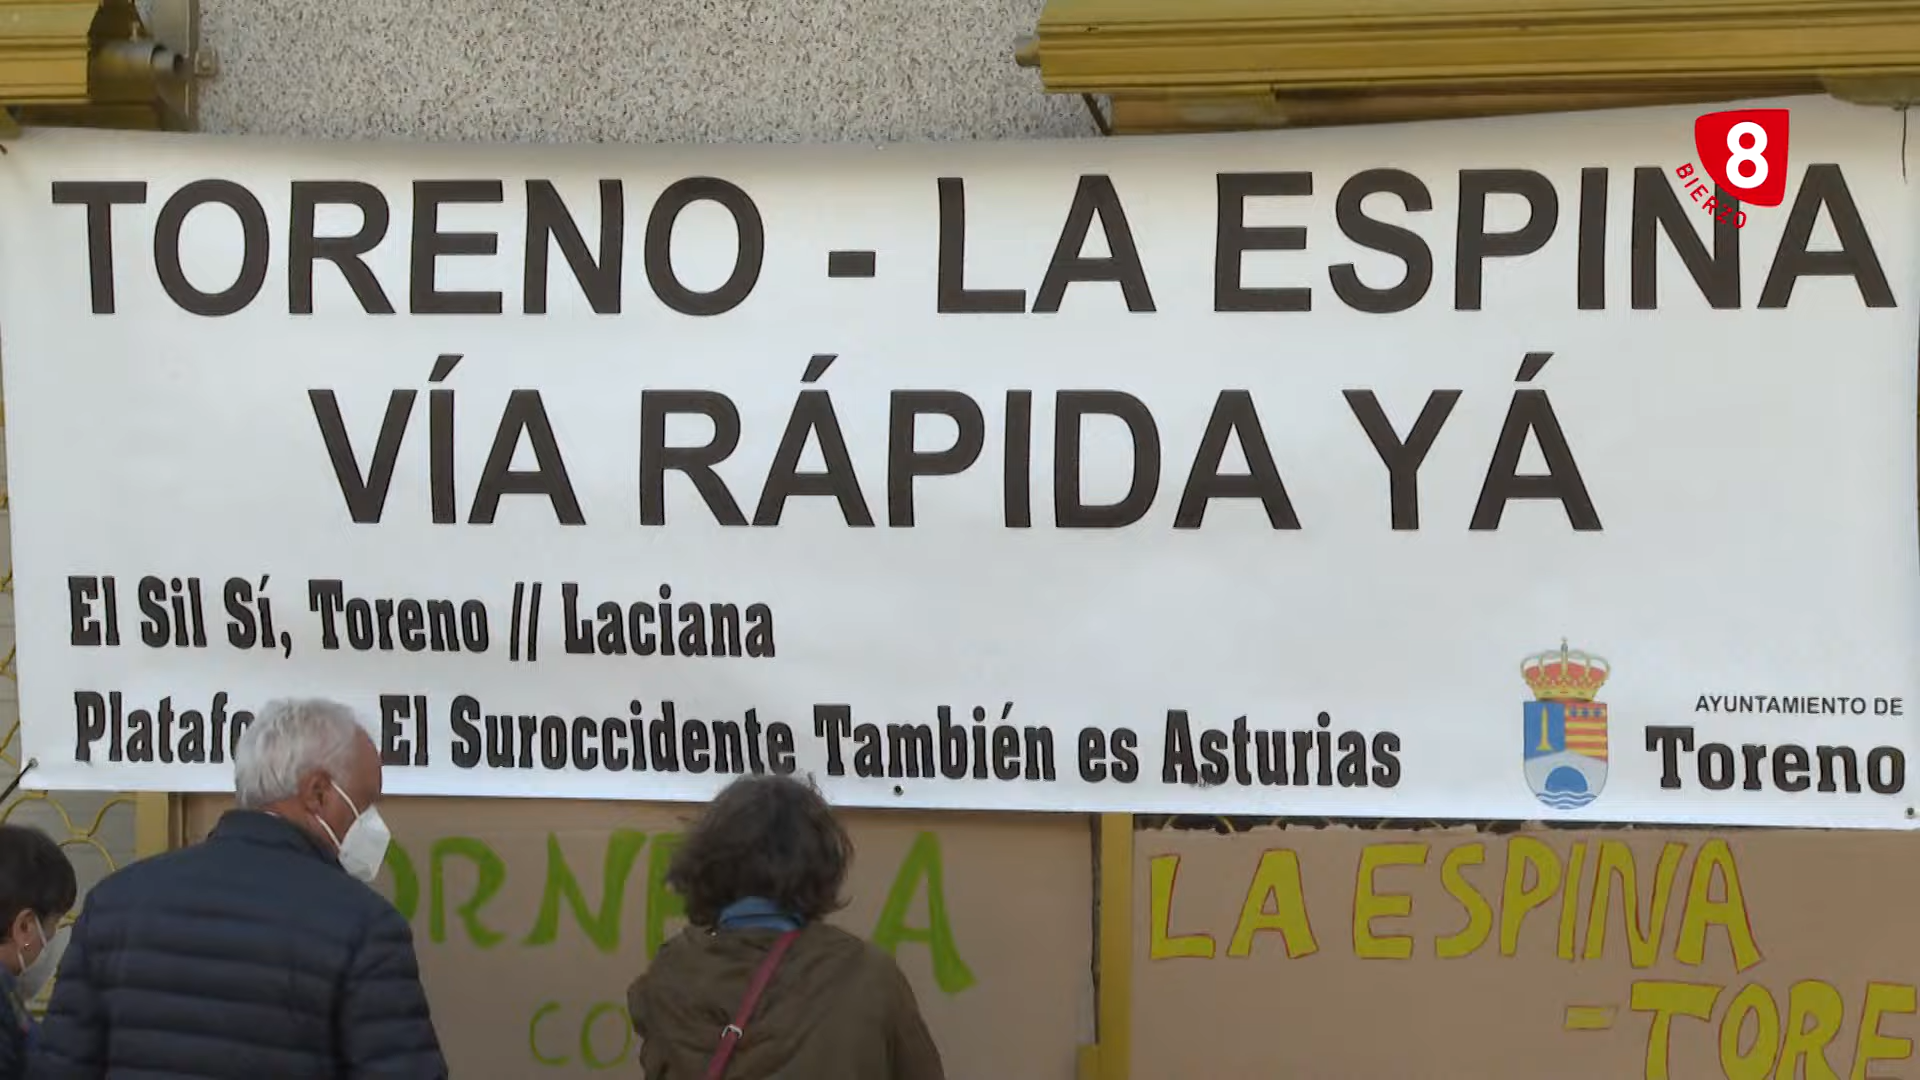 TORENO - LA ESPINA
8
BIERZO
VÍA RÁPIDA YÁ
El Sil Sí, Toreno // Laciana
El Suroccidente También es Asturias
AYUNTAMIENTO DE
Toreno
LA ESPINA